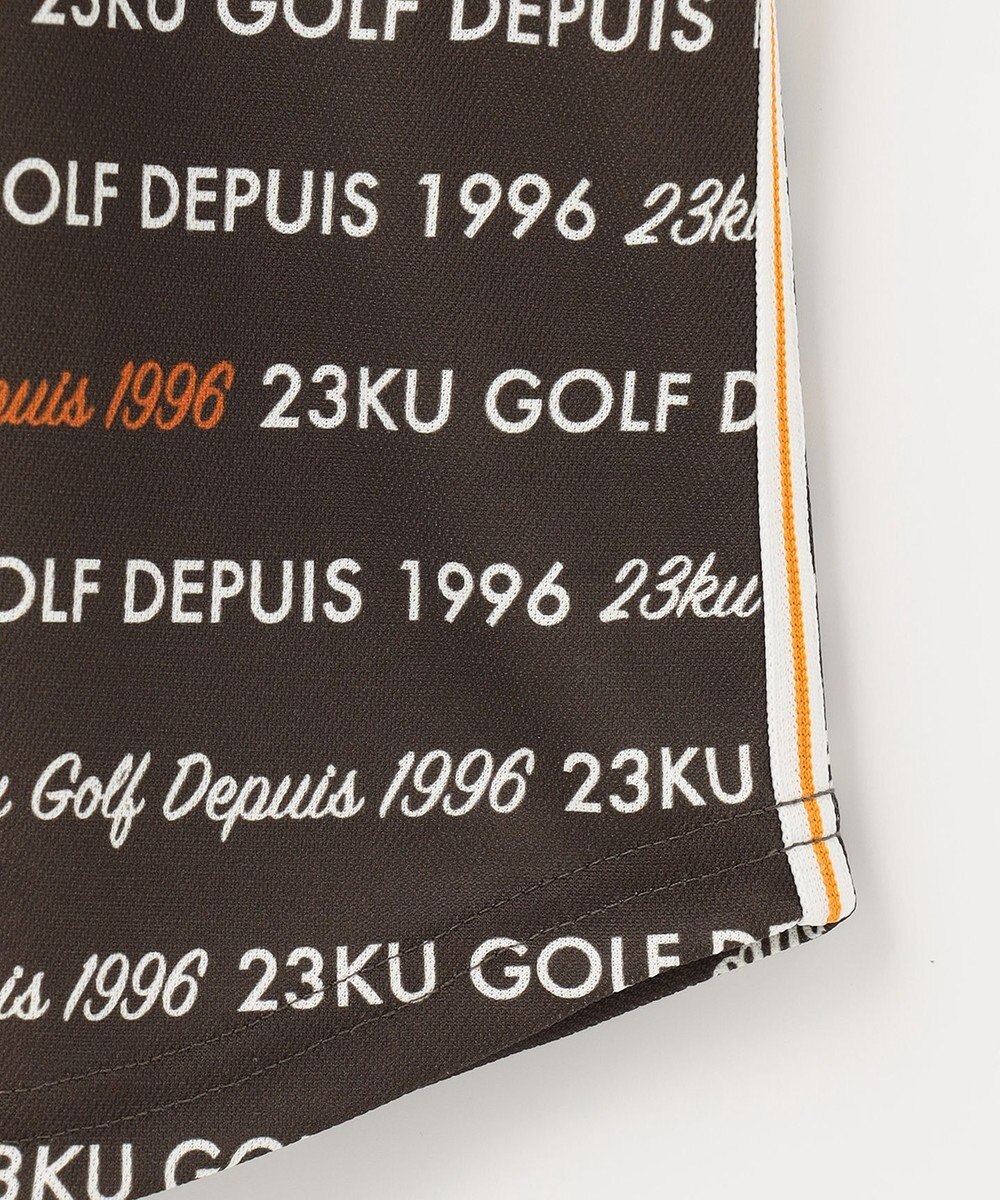 23KU GOLF DEPUIS
OLF DEPUIS 1996 23ku
puis 1996 23KU GOLF D
OLF DEPUIS 1996 23ku
Golf Depuis 1996 23KU
is 1996 23KU GOLF D
3KU GO